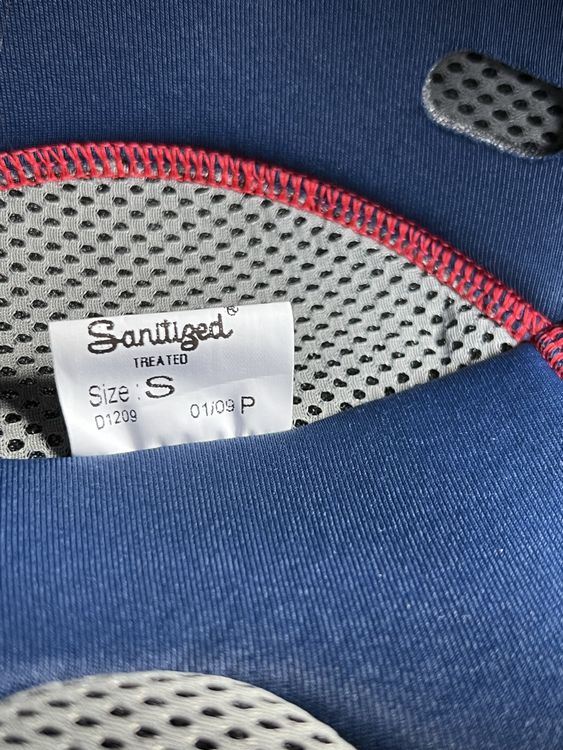 Sanitized®
TREATED
Size: S
D1209 01/09 P